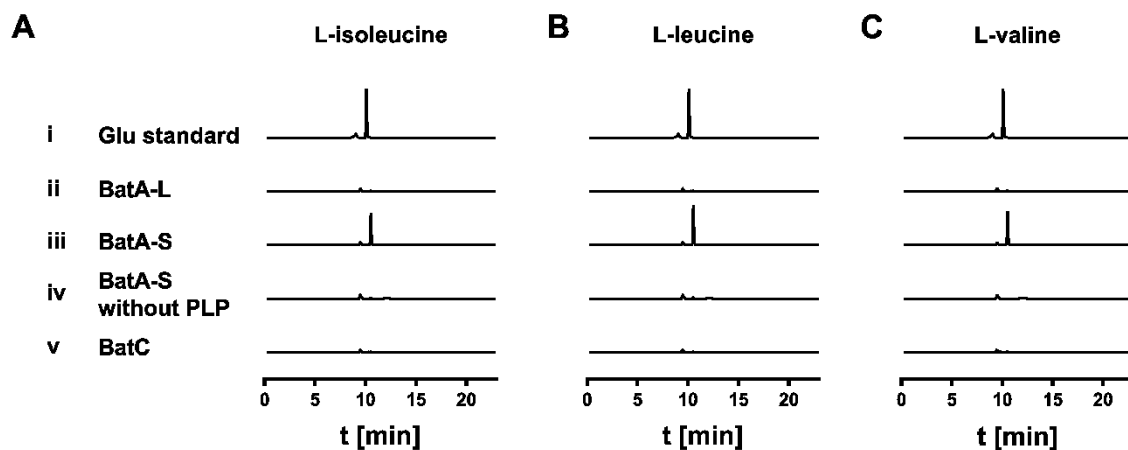 A L-isoleucine B L-leucine C L-valine
i Glu standard
ii BatA-L
iii BatA-S
iv BatA-S without PLP
v BatC
0 5 10 15 20 0 5 10 15 20 0 5 10 15 20
t [min] t [min] t [min]